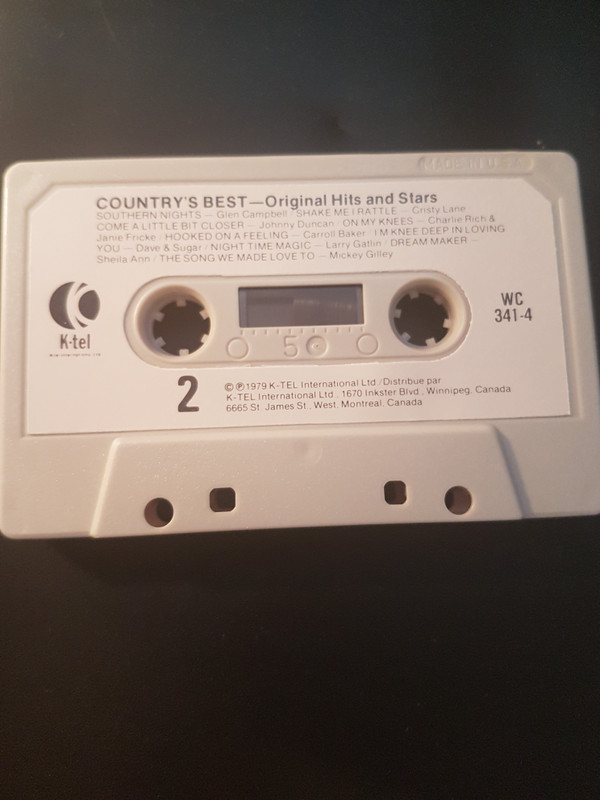 MADE IN U.S.A.
COUNTRY'S BEST—Original Hits and Stars
SOUTHERN NIGHTS — Glen Campbell / SHAKE ME I RATTLE — Cristy Lane
COME A LITTLE BIT CLOSER — Johnny Duncan / ON MY KNEES — Charlie Rich &
Janie Fricke / HOOKED ON A FEELING — Carroll Baker / I'M KNEE DEEP IN LOVING
YOU — Dave & Sugar / NIGHT TIME MAGIC — Larry Gatlin / DREAM MAKER —
Sheila Ann / THE SONG WE MADE LOVE TO — Mickey Gilley
K-tel
WC
341-4
50
2
©℗1979 K-TEL International Ltd./Distribue par
K-TEL International Ltd., 1670 Inkster Blvd., Winnipeg, Canada
6665 St. James St., West, Montreal, Canada